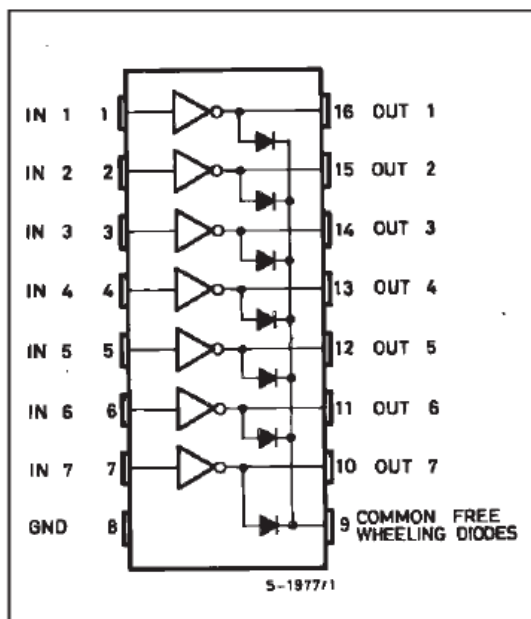 IN 1 1 16 OUT 1
IN 2 2 15 OUT 2
IN 3 3 14 OUT 3
IN 4 4 13 OUT 4
IN 5 5 12 OUT 5
IN 6 6 11 OUT 6
IN 7 7 10 OUT 7
GND 8 9 COMMON FREE
WHEELING DIODES
S-1977/1